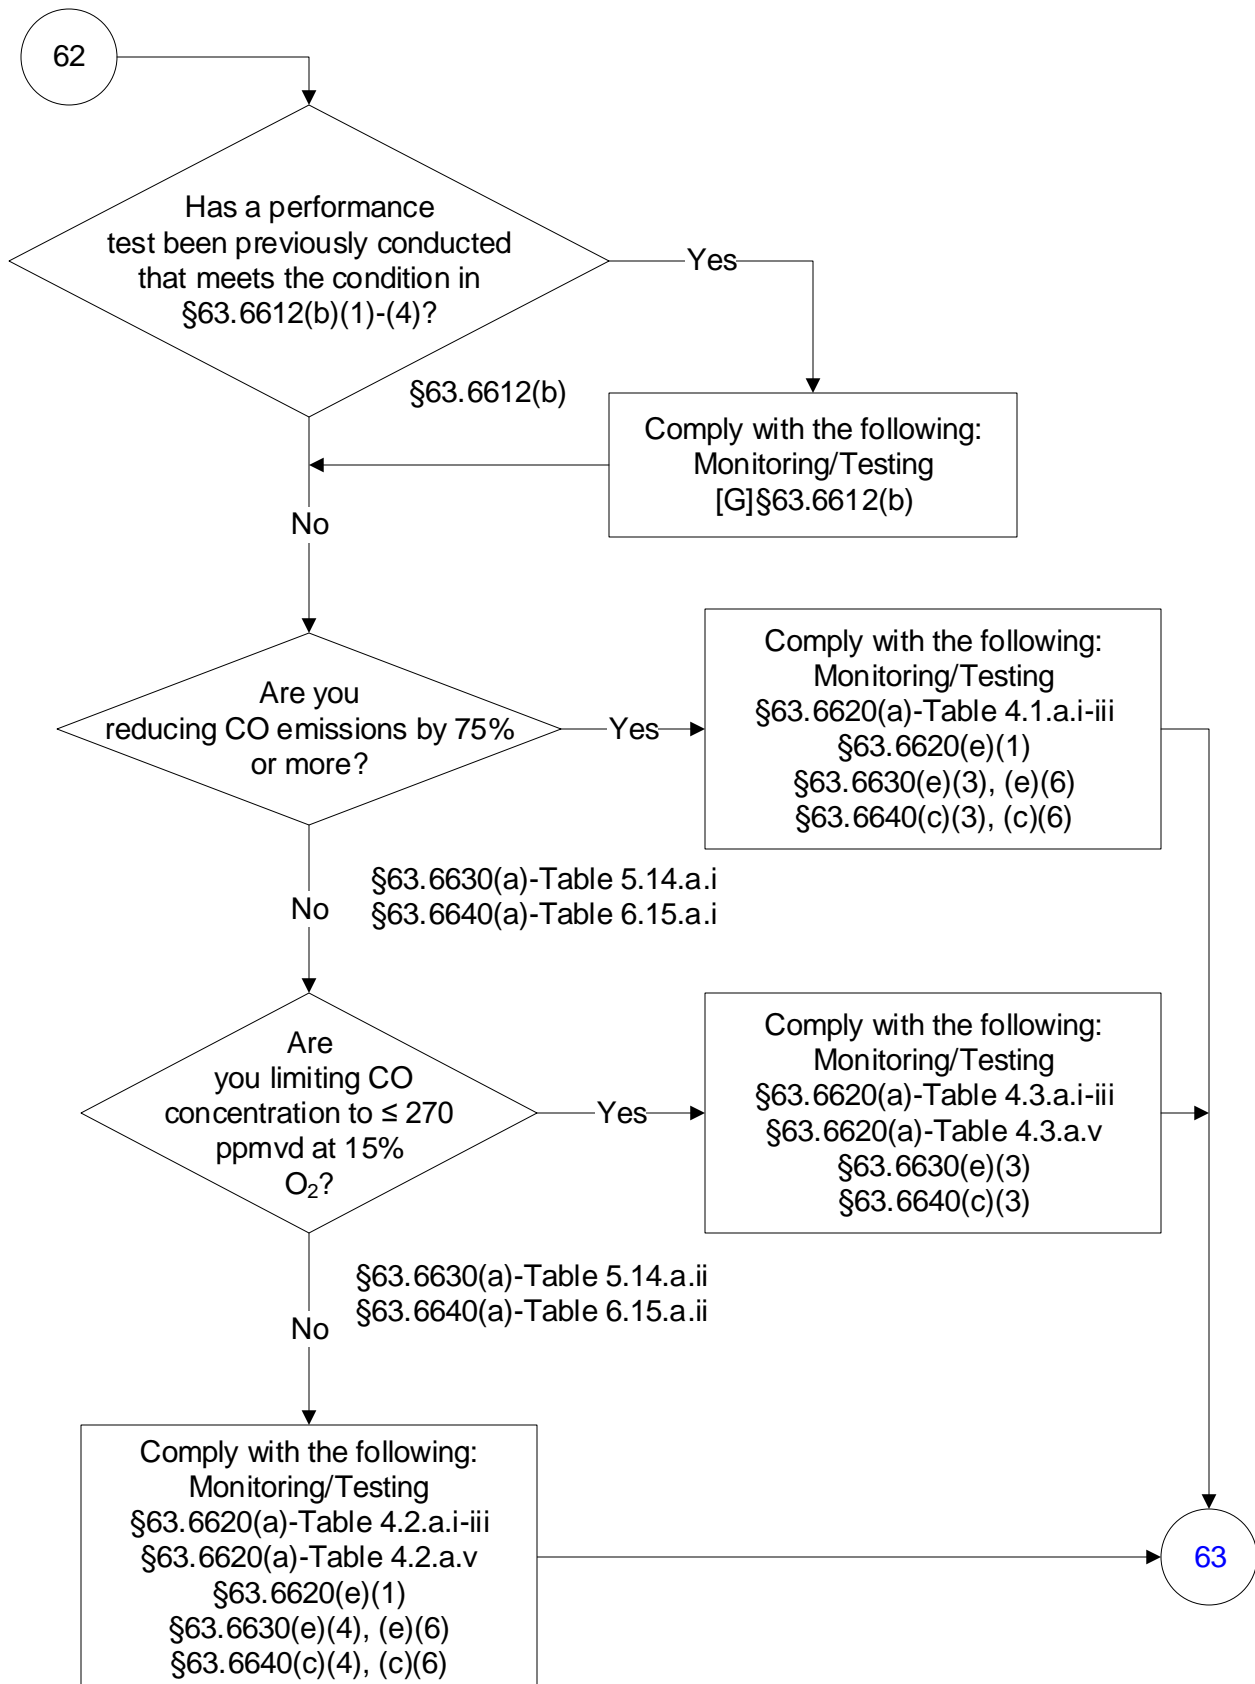 62
Has a performance
test been previously conducted
that meets the condition in
§63.6612(b)(1)-(4)?
Yes
§63.6612(b)
Comply with the following:
Monitoring/Testing
[G]§63.6612(b)
No
Are you
reducing CO emissions by 75%
or more?
Yes
Comply with the following:
Monitoring/Testing
§63.6620(a)-Table 4.1.a.i-iii
§63.6620(e)(1)
§63.6630(e)(3), (e)(6)
§63.6640(c)(3), (c)(6)
§63.6630(a)-Table 5.14.a.i
§63.6640(a)-Table 6.15.a.i
No
Are
you limiting CO
concentration to ≤ 270
ppmvd at 15%
O₂?
Yes
Comply with the following:
Monitoring/Testing
§63.6620(a)-Table 4.3.a.i-iii
§63.6620(a)-Table 4.3.a.v
§63.6630(e)(3)
§63.6640(c)(3)
§63.6630(a)-Table 5.14.a.ii
§63.6640(a)-Table 6.15.a.ii
No
Comply with the following:
Monitoring/Testing
§63.6620(a)-Table 4.2.a.i-iii
§63.6620(a)-Table 4.2.a.v
§63.6620(e)(1)
§63.6630(e)(4), (e)(6)
§63.6640(c)(4), (c)(6)
63